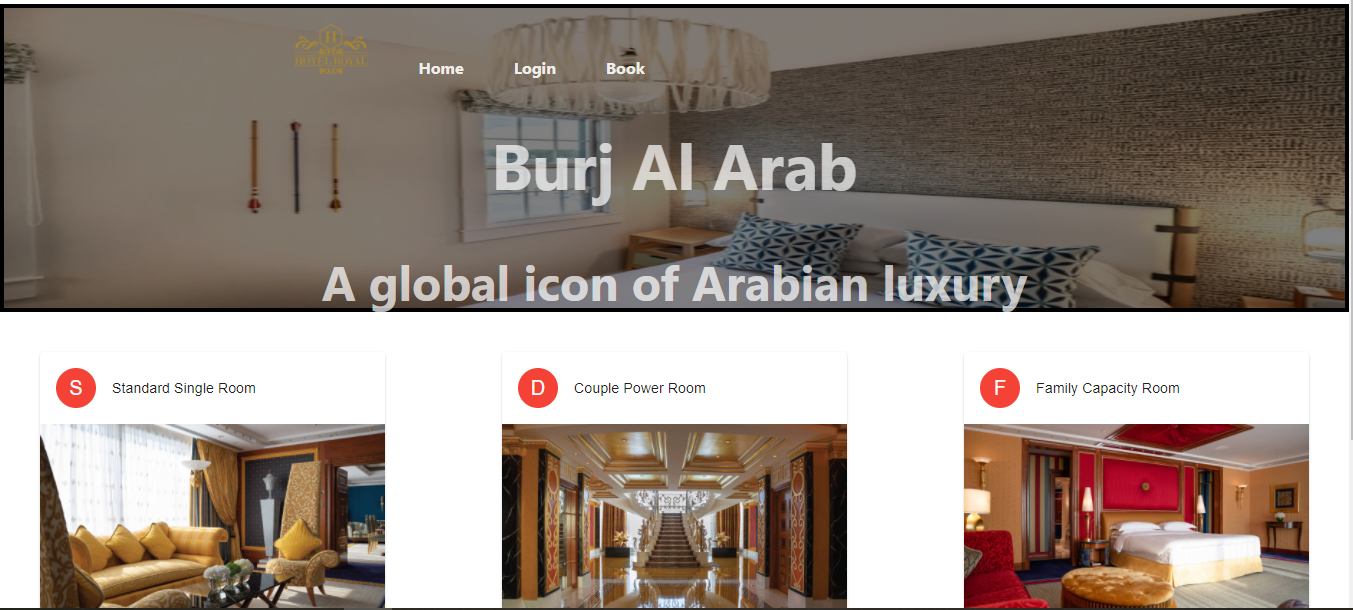 H
HOTEL ROYAL
Home Login Book
Burj Al Arab
A global icon of Arabian luxury
S Standard Single Room
D Couple Power Room
F Family Capacity Room